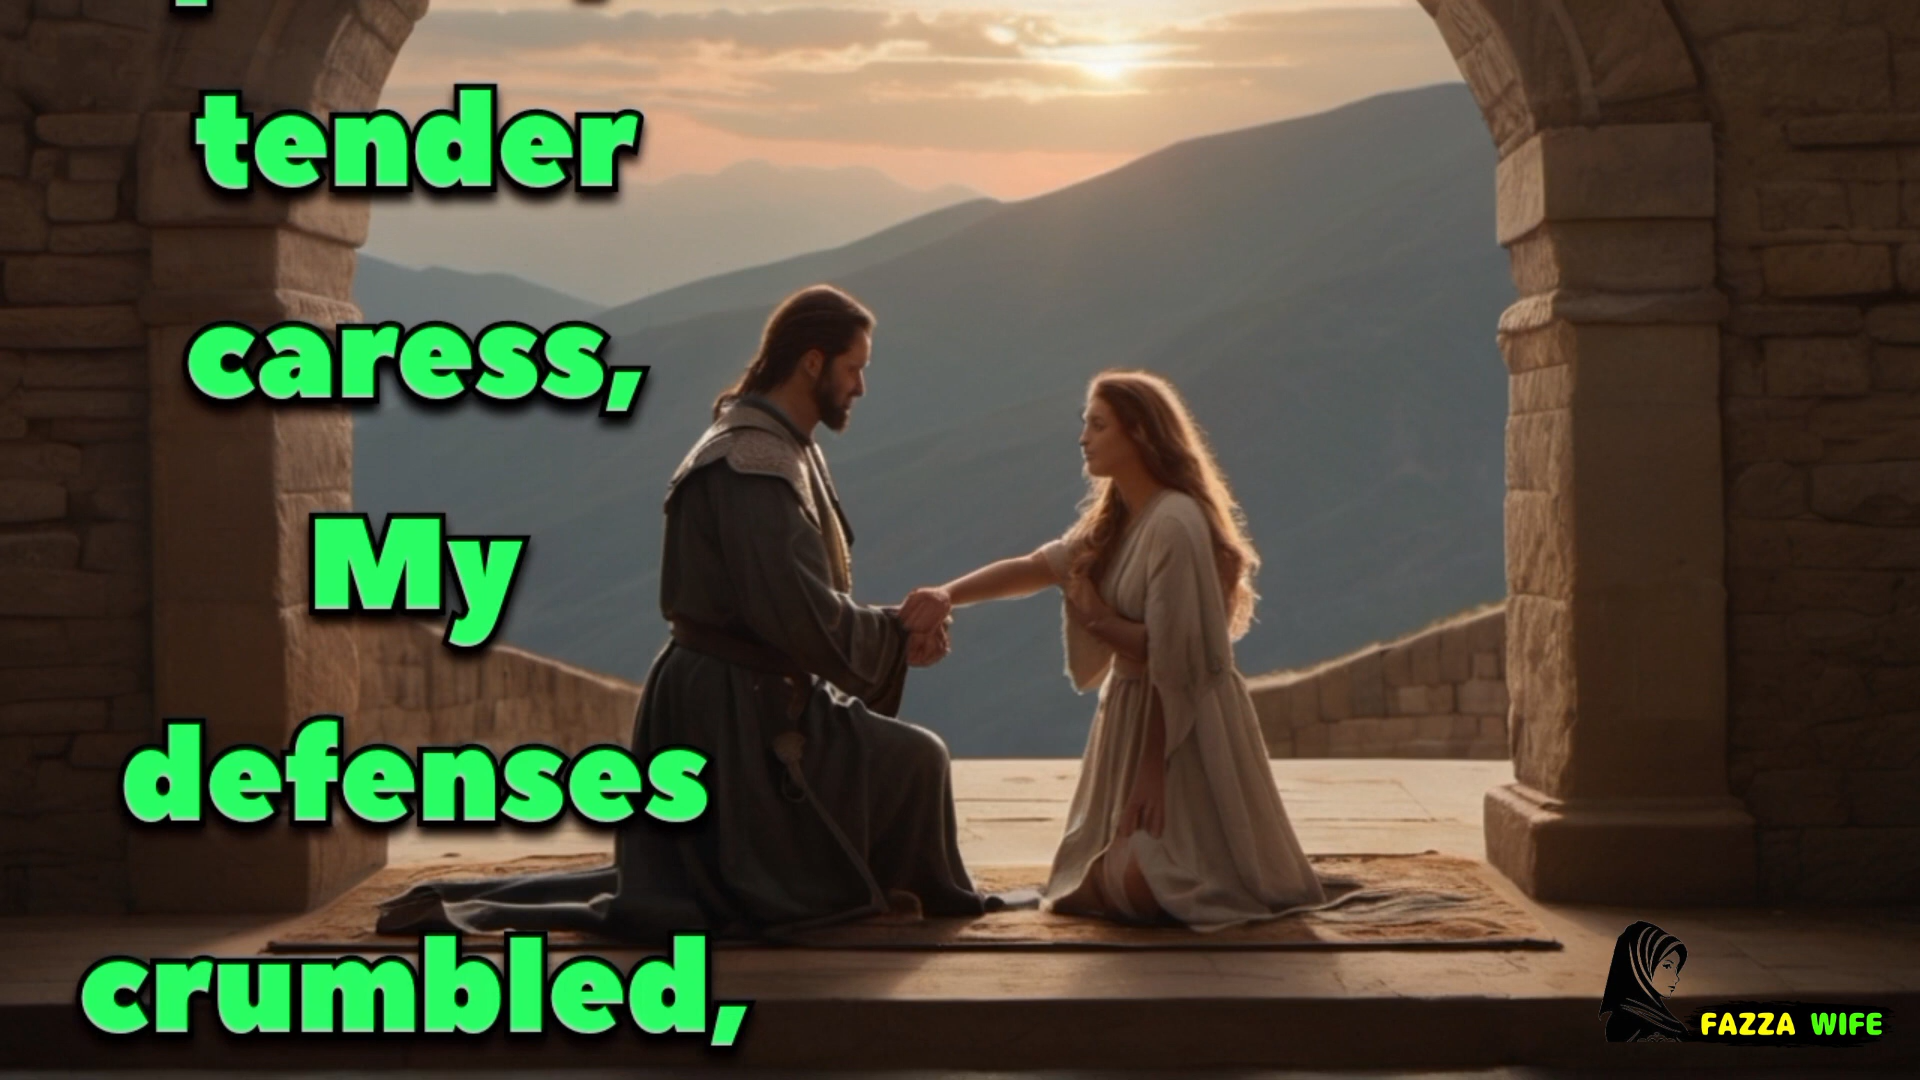 tender
caress,
My
defenses
crumbled,
FAZZA WIFE